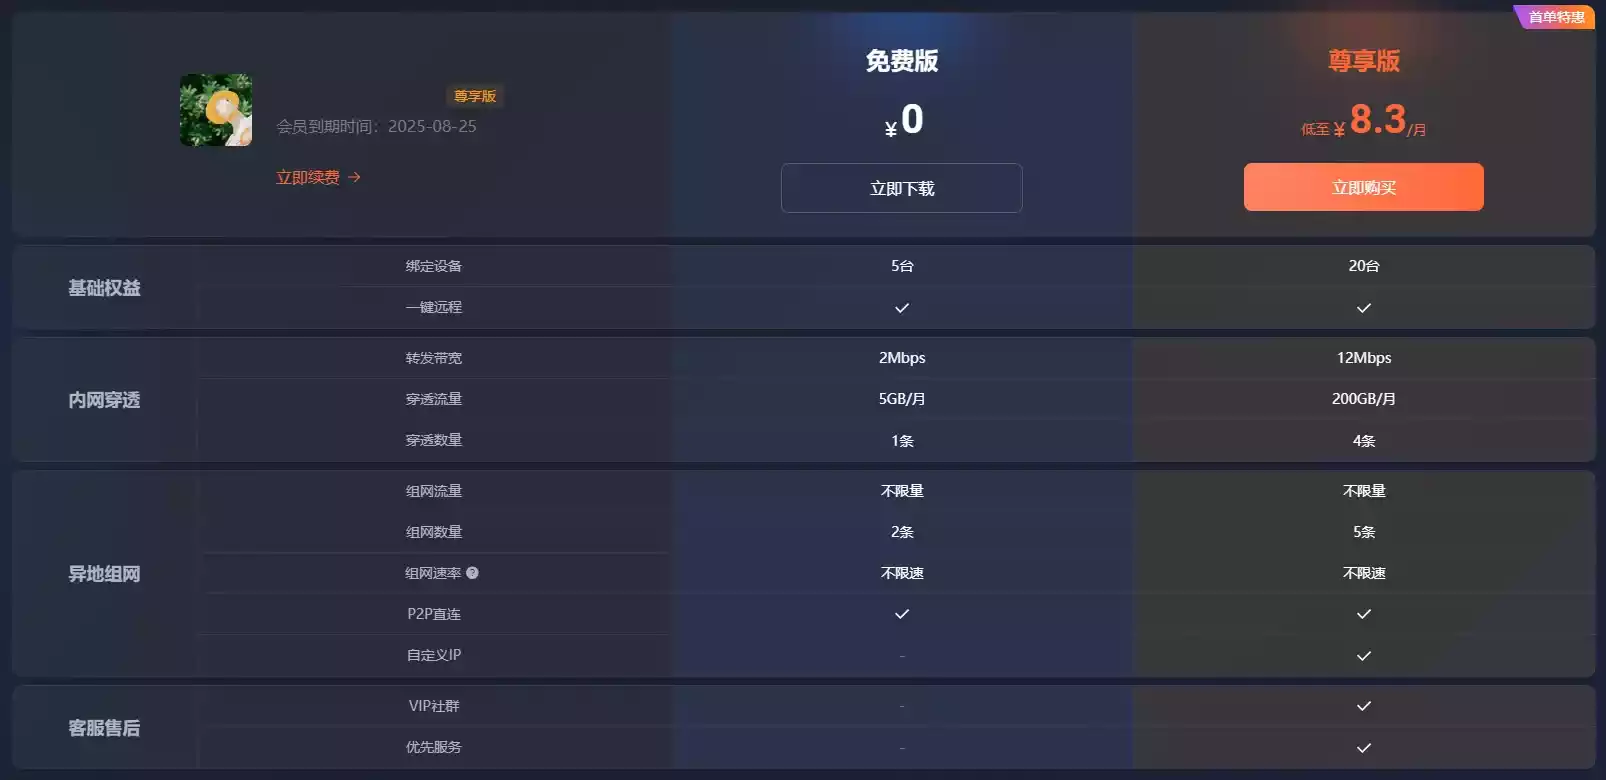 首单特惠
尊享版
会员到期时间：2025-08-25
立即续费
免费版
¥0
立即下载
尊享版
低至¥8.3/月
立即购买
基础权益
绑定设备 5台 20台
一键远程
内网穿透
转发带宽 2Mbps 12Mbps
穿透流量 5GB/月 200GB/月
穿透数量 1条 4条
异地组网
组网流量 不限量 不限量
组网数量 2条 5条
组网速率 不限速 不限速
P2P直连
自定义IP -
客服售后
VIP社群 -
优先服务 -